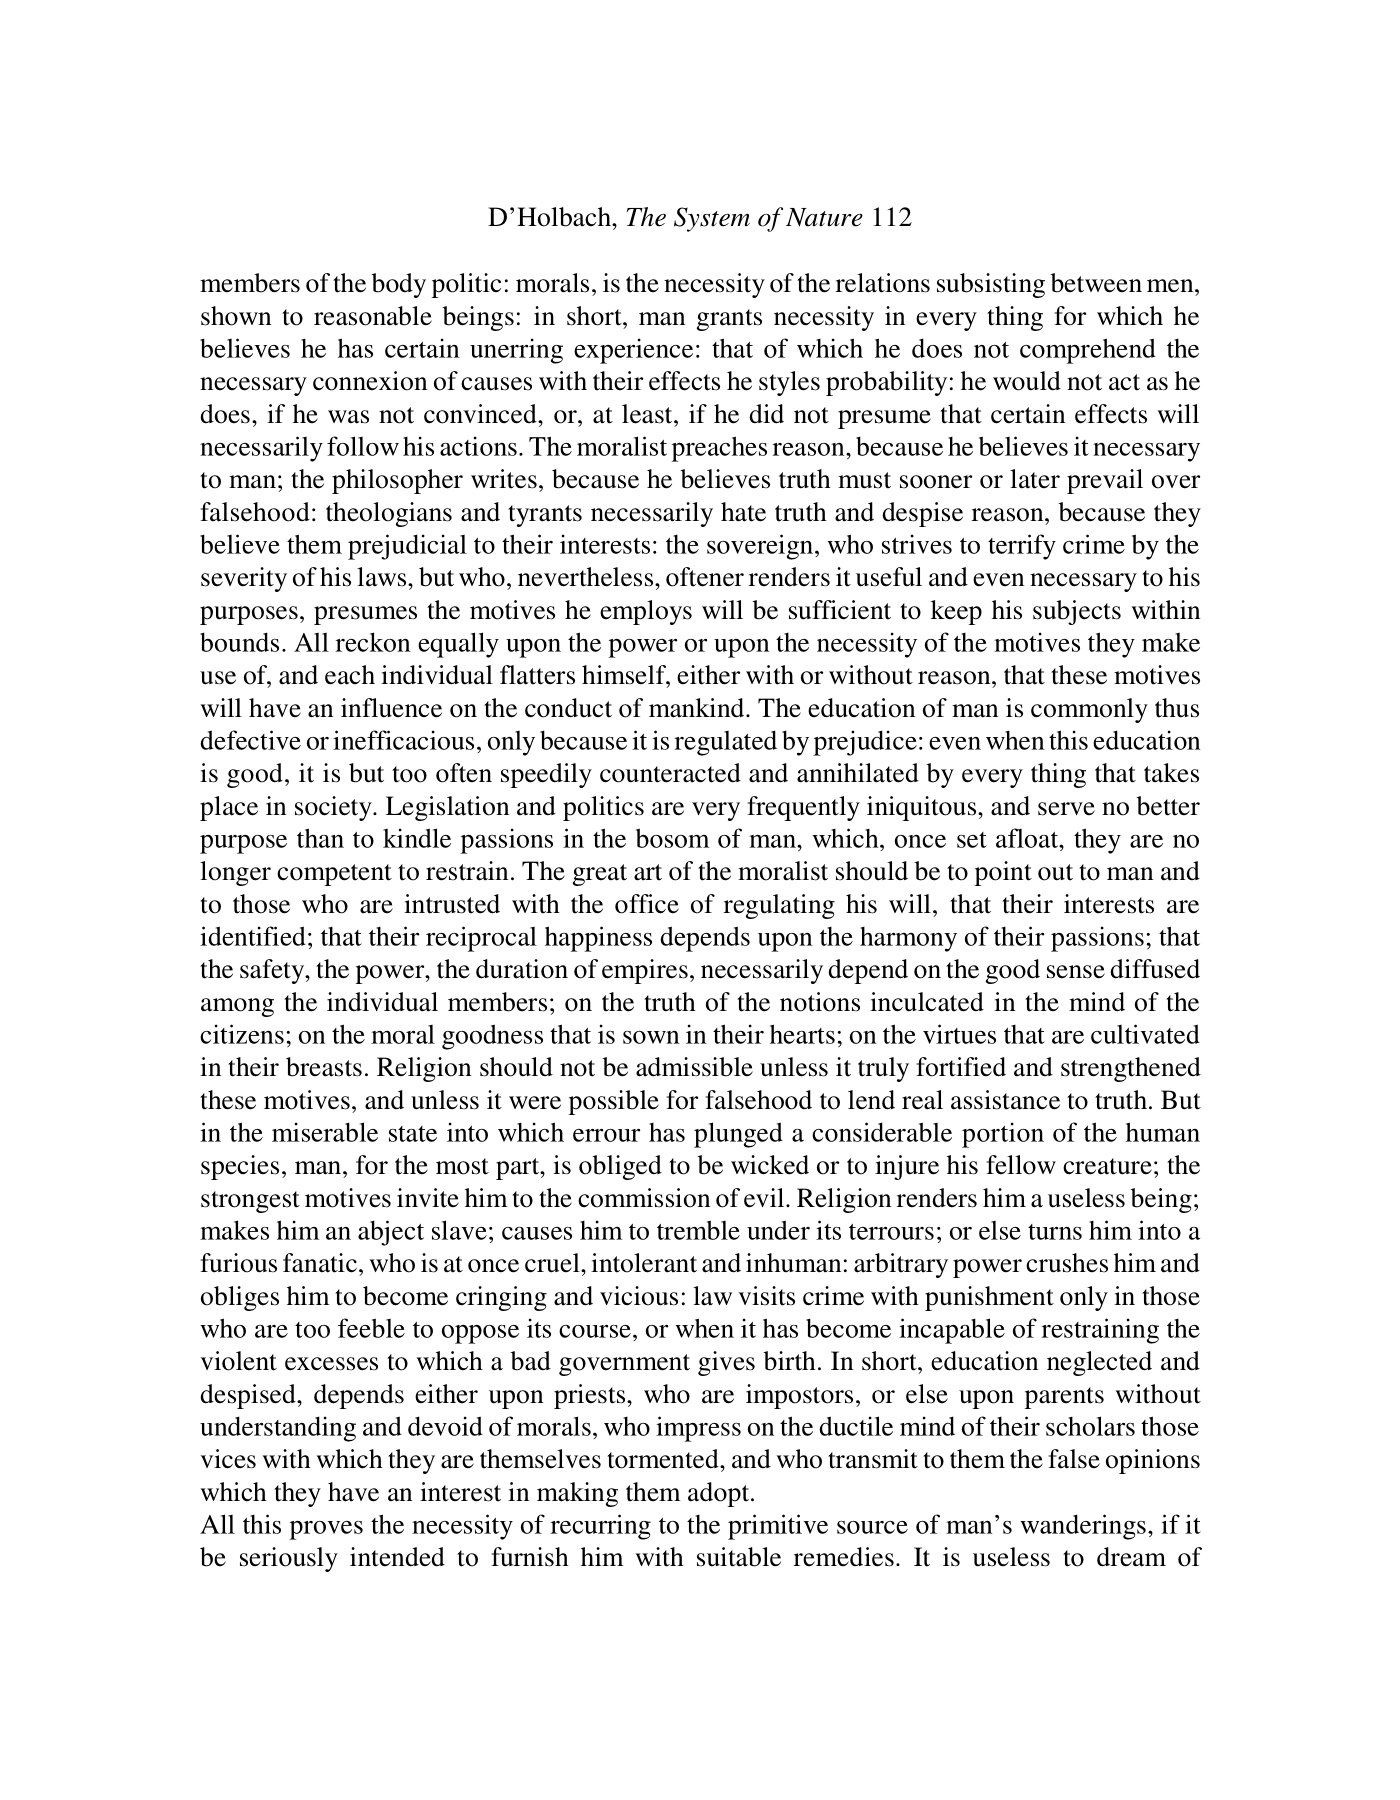 D’Holbach, The System of Nature 112
members of the body politic: morals, is the necessity of the relations subsisting between men,
shown to reasonable beings: in short, man grants necessity in every thing for which he
believes he has certain unerring experience: that of which he does not comprehend the
necessary connexion of causes with their effects he styles probability: he would not act as he
does, if he was not convinced, or, at least, if he did not presume that certain effects will
necessarily follow his actions. The moralist preaches reason, because he believes it necessary
to man; the philosopher writes, because he believes truth must sooner or later prevail over
falsehood: theologians and tyrants necessarily hate truth and despise reason, because they
believe them prejudicial to their interests: the sovereign, who strives to terrify crime by the
severity of his laws, but who, nevertheless, oftener renders it useful and even necessary to his
purposes, presumes the motives he employs will be sufficient to keep his subjects within
bounds. All reckon equally upon the power or upon the necessity of the motives they make
use of, and each individual flatters himself, either with or without reason, that these motives
will have an influence on the conduct of mankind. The education of man is commonly thus
defective or inefficacious, only because it is regulated by prejudice: even when this education
is good, it is but too often speedily counteracted and annihilated by every thing that takes
place in society. Legislation and politics are very frequently iniquitous, and serve no better
purpose than to kindle passions in the bosom of man, which, once set afloat, they are no
longer competent to restrain. The great art of the moralist should be to point out to man and
to those who are intrusted with the office of regulating his will, that their interests are
identified; that their reciprocal happiness depends upon the harmony of their passions; that
the safety, the power, the duration of empires, necessarily depend on the good sense diffused
among the individual members; on the truth of the notions inculcated in the mind of the
citizens; on the moral goodness that is sown in their hearts; on the virtues that are cultivated
in their breasts. Religion should not be admissible unless it truly fortified and strengthened
these motives, and unless it were possible for falsehood to lend real assistance to truth. But
in the miserable state into which errour has plunged a considerable portion of the human
species, man, for the most part, is obliged to be wicked or to injure his fellow creature; the
strongest motives invite him to the commission of evil. Religion renders him a useless being;
makes him an abject slave; causes him to tremble under its terrours; or else turns him into a
furious fanatic, who is at once cruel, intolerant and inhuman: arbitrary power crushes him and
obliges him to become cringing and vicious: law visits crime with punishment only in those
who are too feeble to oppose its course, or when it has become incapable of restraining the
violent excesses to which a bad government gives birth. In short, education neglected and
despised, depends either upon priests, who are impostors, or else upon parents without
understanding and devoid of morals, who impress on the ductile mind of their scholars those
vices with which they are themselves tormented, and who transmit to them the false opinions
which they have an interest in making them adopt.
All this proves the necessity of recurring to the primitive source of man’s wanderings, if it
be seriously intended to furnish him with suitable remedies. It is useless to dream of